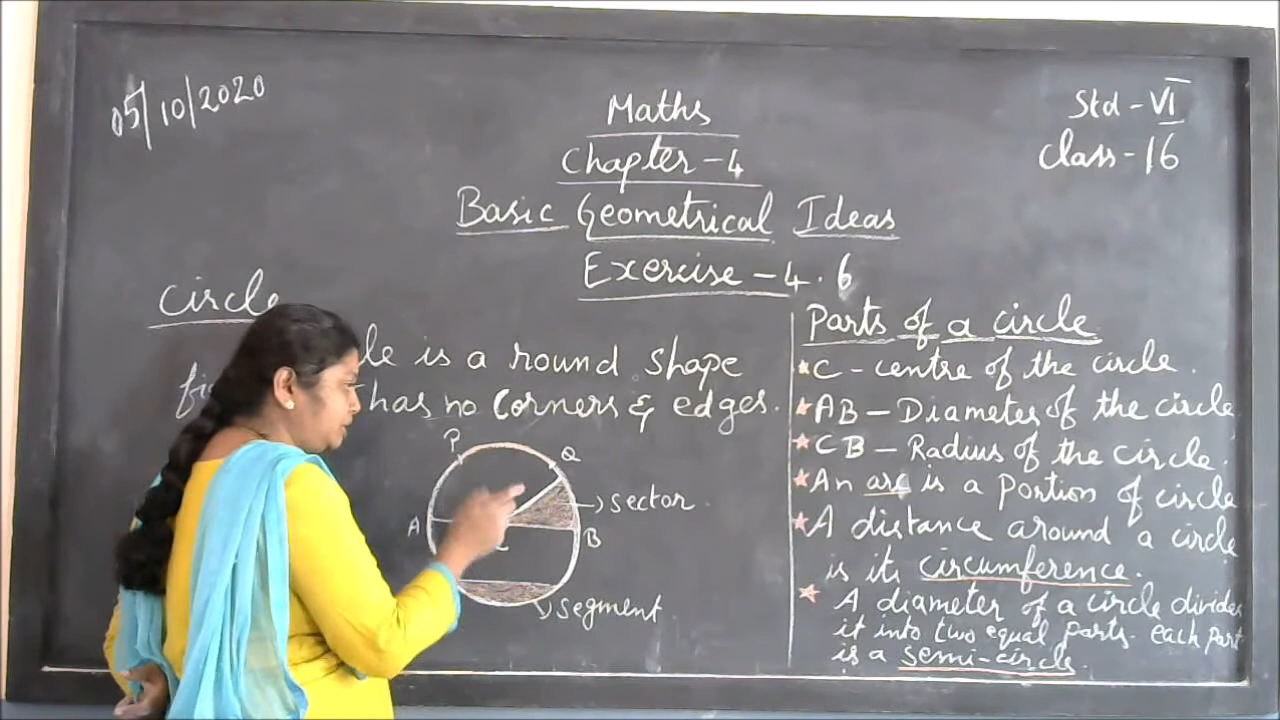 05/10/2020
Maths
Std - VI
Chapter - 4
Class - 16
Basic Geometrical Ideas
Exercise - 4.6
Circle
is a round shape
has no Corners & edges.
P
Q
A
B
sector
segment
Parts of a circle
C - centre of the circle.
AB - Diameter of the circle
CB - Radius of the circle.
An arc is a portion of circle
A distance around a circle
is its circumference.
A diameter of a circle divides
it into two equal parts. each part
is a semi-circle.